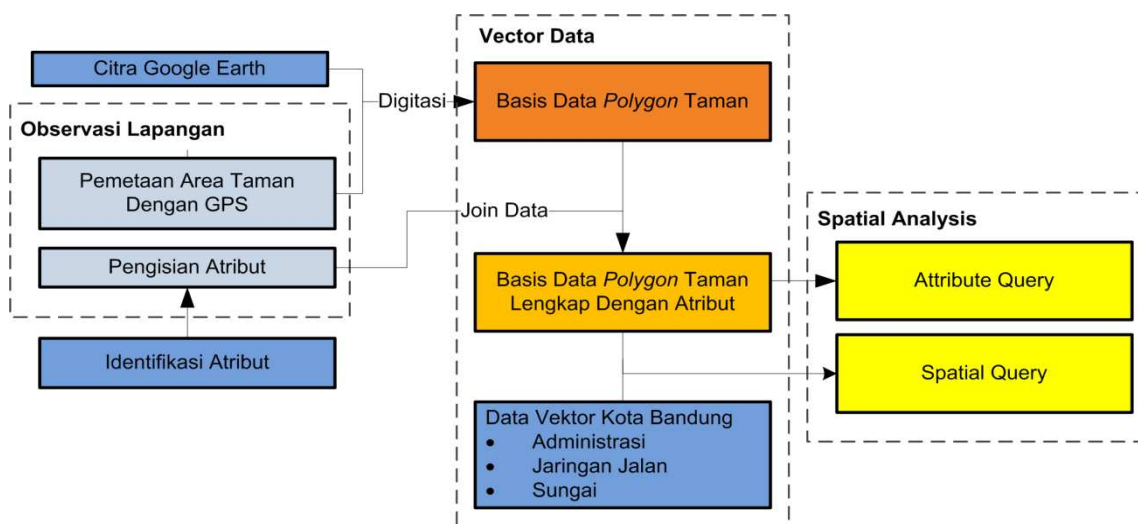 Citra Google Earth
Observasi Lapangan
Pemetaan Area Taman
Dengan GPS
Pengisian Atribut
Identifikasi Atribut
Digitasi
Join Data
Vector Data
Basis Data Polygon Taman
Basis Data Polygon Taman
Lengkap Dengan Atribut
Data Vektor Kota Bandung
• Administrasi
• Jaringan Jalan
• Sungai
Spatial Analysis
Attribute Query
Spatial Query